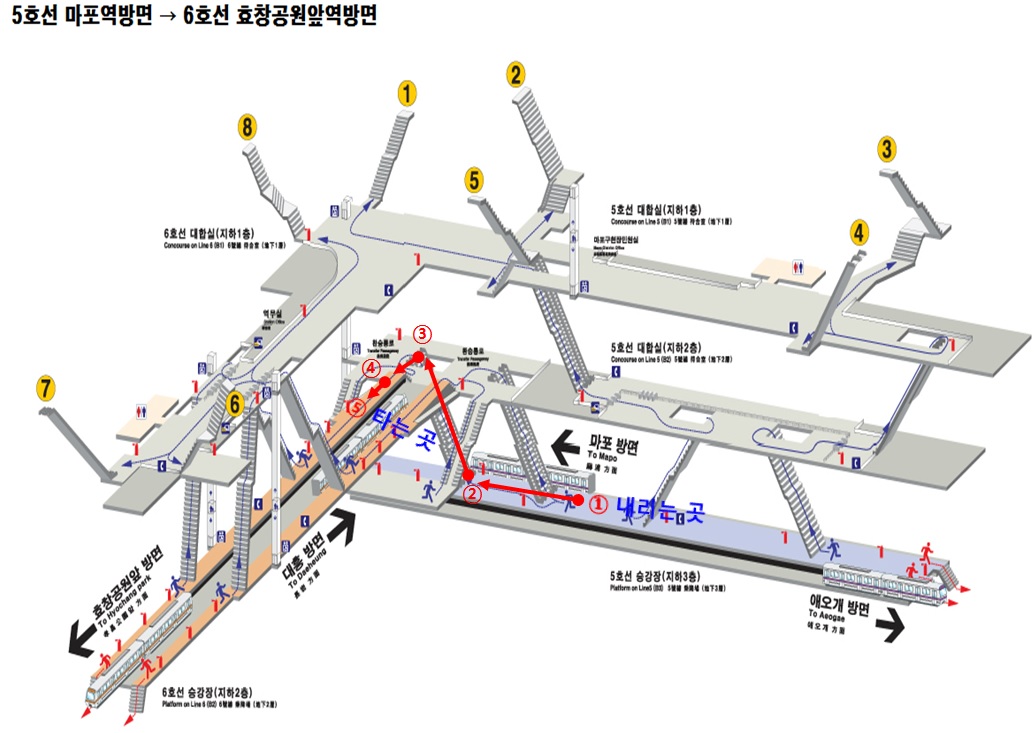 5호선 마포역방면 → 6호선 효창공원앞역방면
1
2
8
3
5
4
6호선 대합실(지하1층)
Concourse on Line 6 (B1) 6號線 待合室 (地下1層)
5호선 대합실(지하1층)
Concourse on Line 5 (B1) 5號線 待合室 (地下1層)
마포구현장민원실
역무실
Station Office
환승통로
Transfer Passageway
③
환승통로
Transfer Passageway
5호선 대합실(지하2층)
Concourse on Line 5 (B2) 5號線 待合室 (地下2層)
④
⑤
7
6
타는 곳
마포 방면
To Mapo
麻浦 方面
②
① 내리는 곳
대흥 방면
To Daeheung
大興 方面
효창공원앞 방면
To Hyochang park
孝昌公園앞 方面
5호선 승강장(지하3층)
Platform on Line5 (B3) 5號線 乘降場 (地下3層)
애오개 방면
To Aeogae
애오개 方面
6호선 승강장(지하2층)
Platform on Line 6 (B2) 6號線 乘降場 (地下2層)